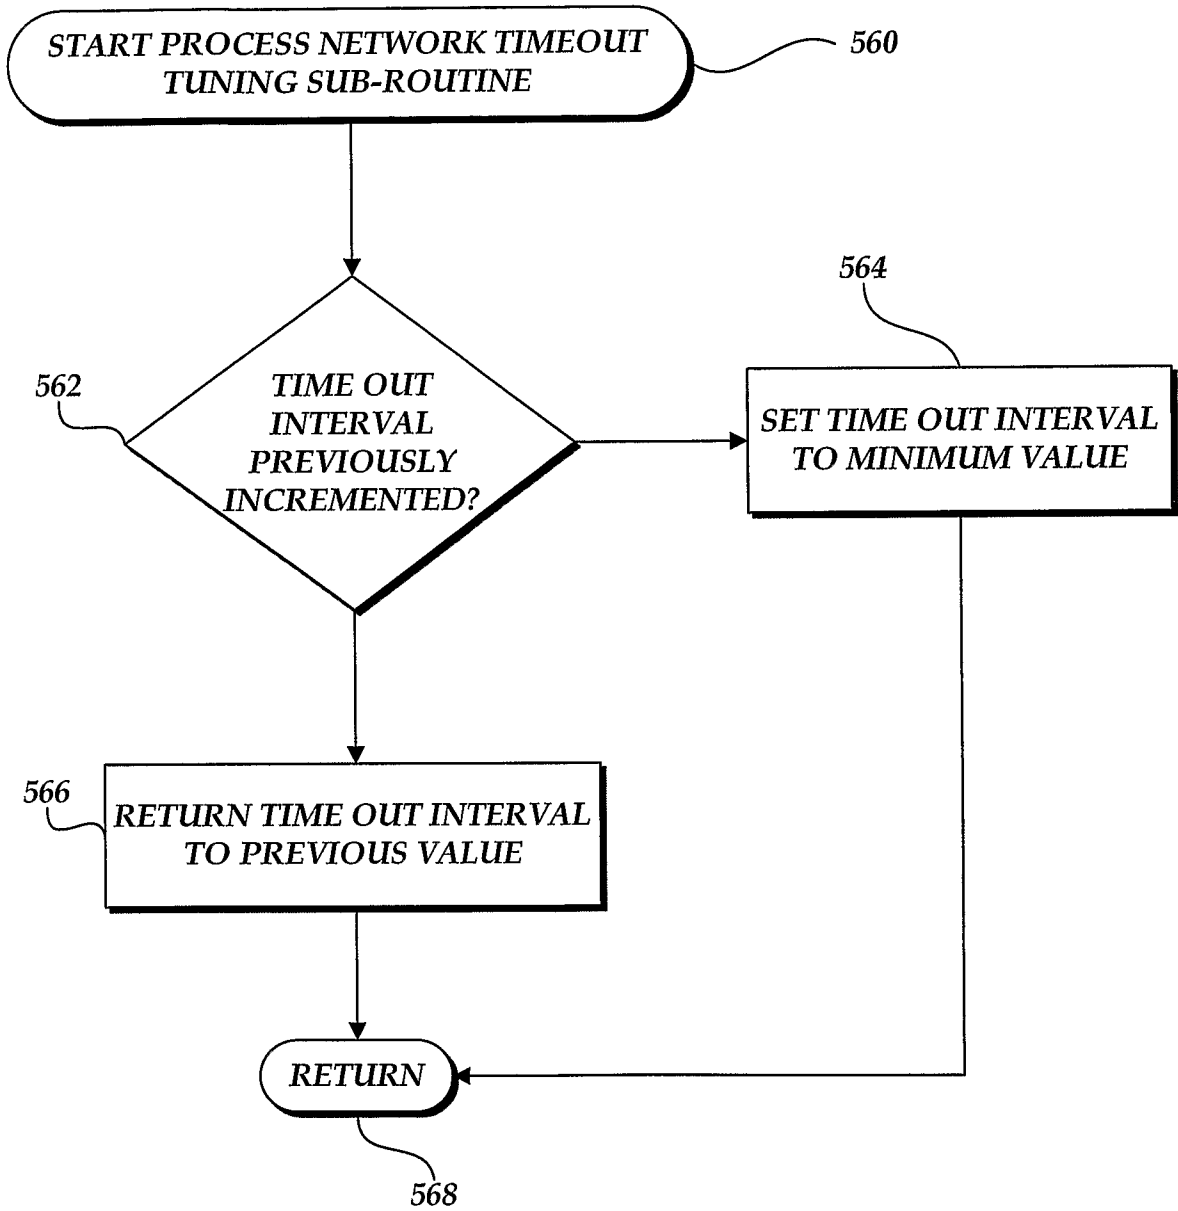 START PROCESS NETWORK TIMEOUT
TUNING SUB-ROUTINE
560
564
562
TIME OUT
INTERVAL
PREVIOUSLY
INCREMENTED?
SET TIME OUT INTERVAL
TO MINIMUM VALUE
566
RETURN TIME OUT INTERVAL
TO PREVIOUS VALUE
RETURN
568